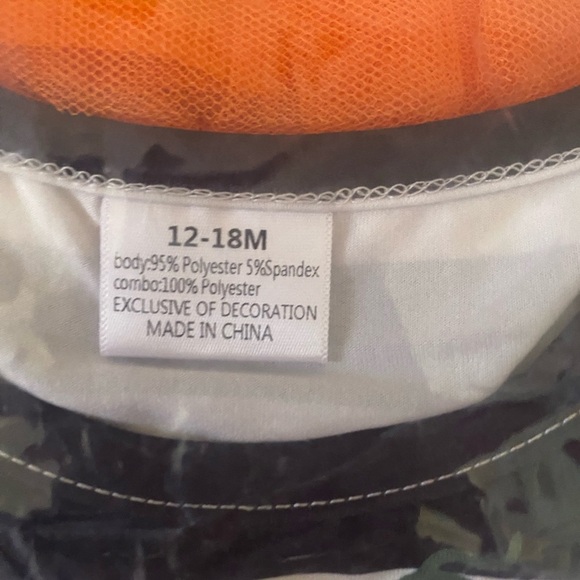 12-18M
body:95% Polyester 5%Spandex
combo:100% Polyester
EXCLUSIVE OF DECORATION
MADE IN CHINA